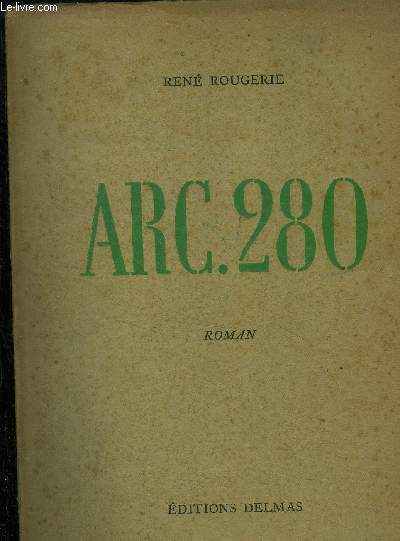 Le-livre.com
RENÉ ROUGERIE
ARC.280
ROMAN
ÉDITIONS DELMAS